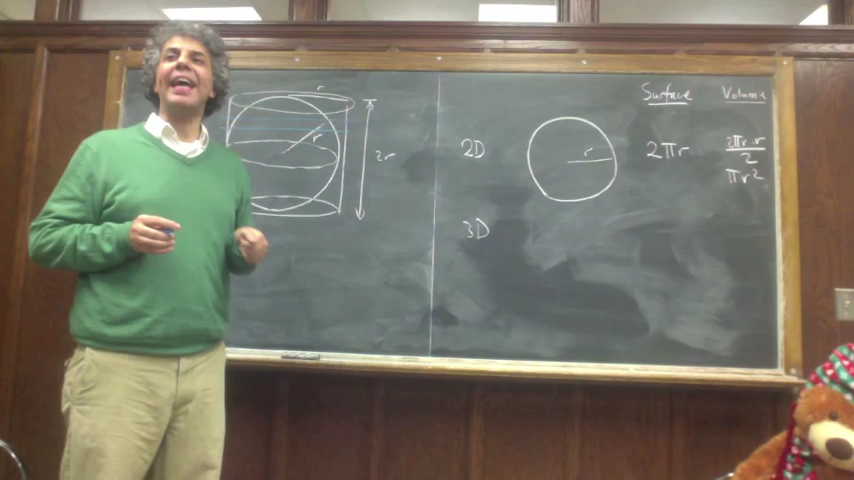 r
r
2r
Surface Volume
2D r 2πr 2πr·r/2
πr²
3D